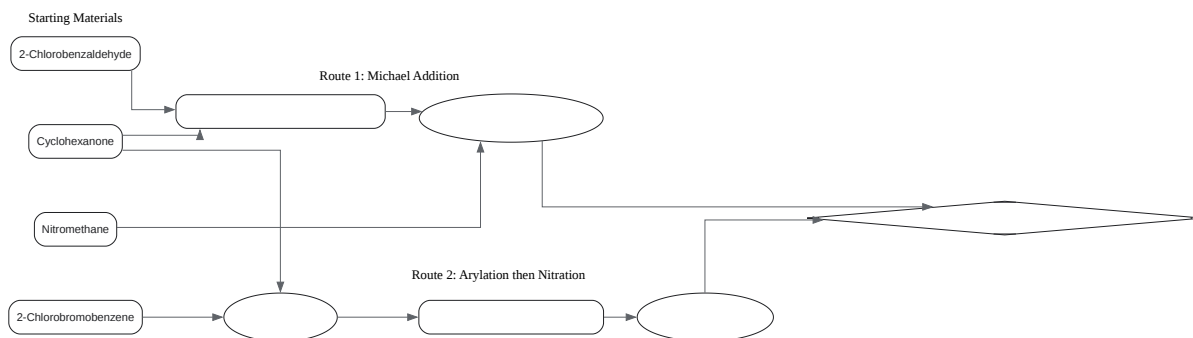 Starting Materials
2-Chlorobenzaldehyde
Route 1: Michael Addition
Cyclohexanone
Nitromethane
Route 2: Arylation then Nitration
2-Chlorobromobenzene